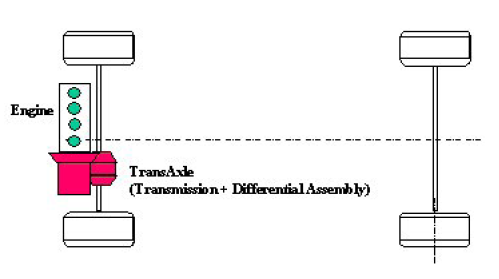 Engine
TransAxle
(Transmission + Differential Assembly)